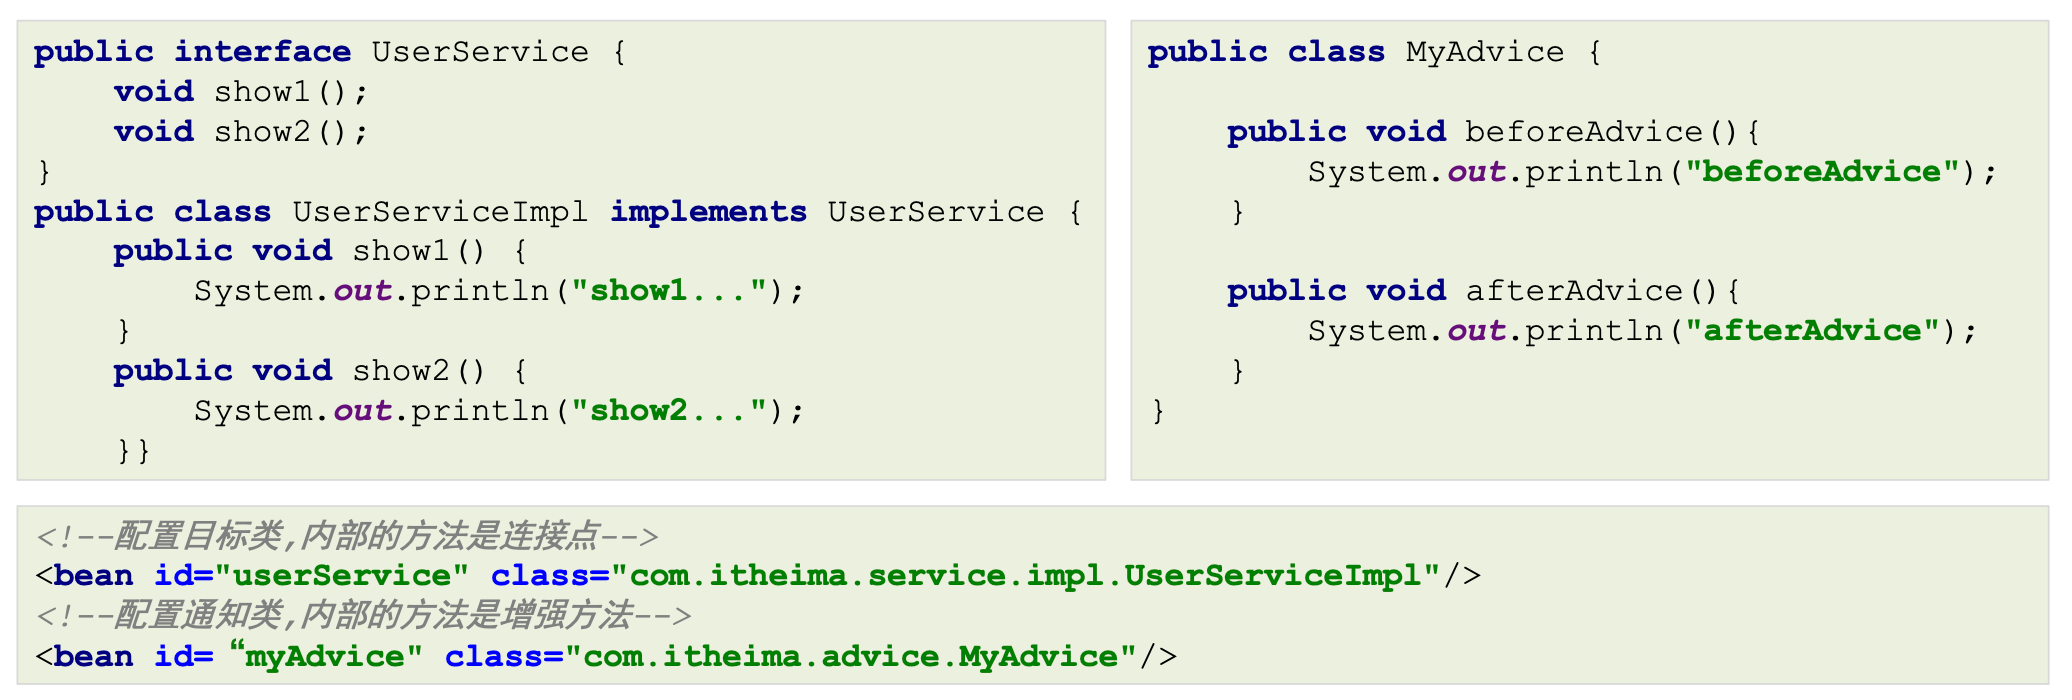 public interface UserService {
    void show1();
    void show2();
}
public class UserServiceImpl implements UserService {
    public void show1() {
        System.out.println("show1...");
    }
    public void show2() {
        System.out.println("show2...");
    }}
public class MyAdvice {
    public void beforeAdvice(){
        System.out.println("beforeAdvice");
    }
    public void afterAdvice(){
        System.out.println("afterAdvice");
    }
}
<!--配置目标类,内部的方法是连接点-->
<bean id="userService" class="com.itheima.service.impl.UserServiceImpl"/>
<!--配置通知类,内部的方法是增强方法-->
<bean id=“myAdvice" class="com.itheima.advice.MyAdvice"/>